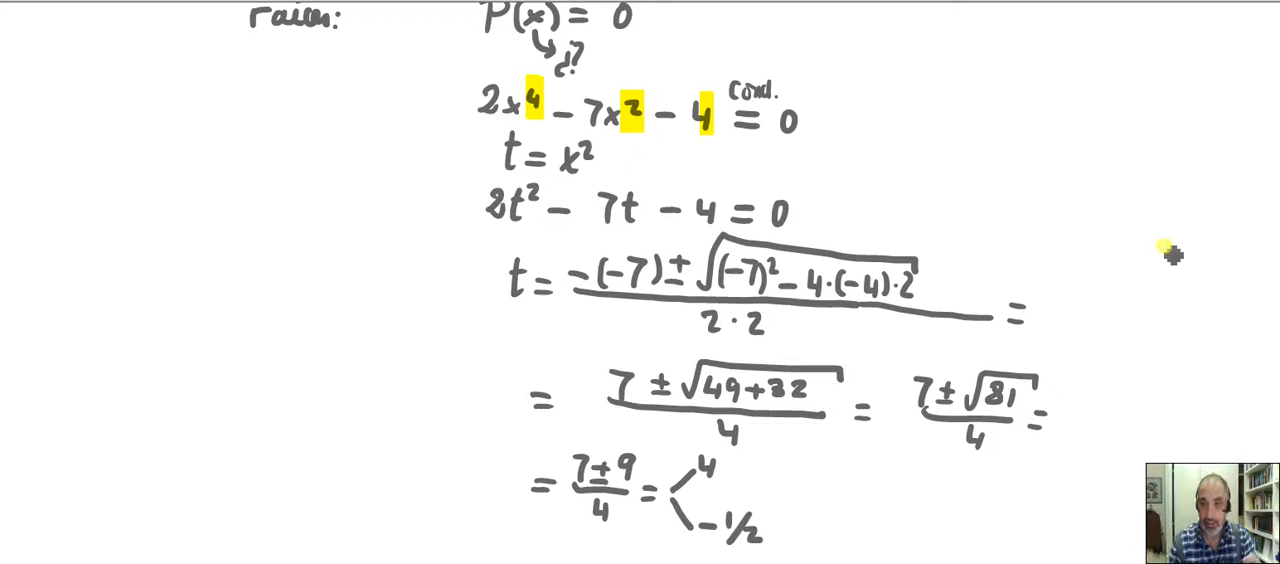 raices: P(x) = 0
¿?
2x⁴ - 7x² - 4 = 0
cond.
t = x²
2t² - 7t - 4 = 0
t = -(-7) ± √((-7)² - 4·(-4)·2) / 2·2 =
= 7 ± √(49+32) / 4 = 7 ± √81 / 4 =
= 7 ± 9 / 4 = < 4
-1/2